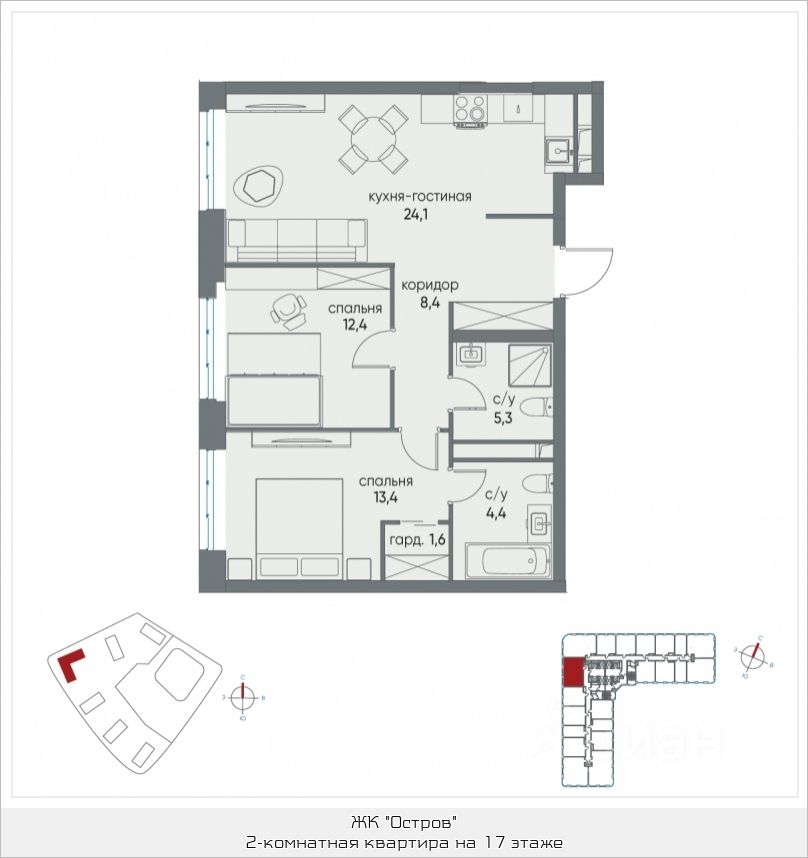 кухня-гостиная
24,1
коридор
8,4
спальня
12,4
с/у
5,3
спальня
13,4
с/у
4,4
гард. 1,6
С
З В
Ю
С
З В
Ю
циан
ЖК "Остров"
2-комнатная квартира на 17 этаже